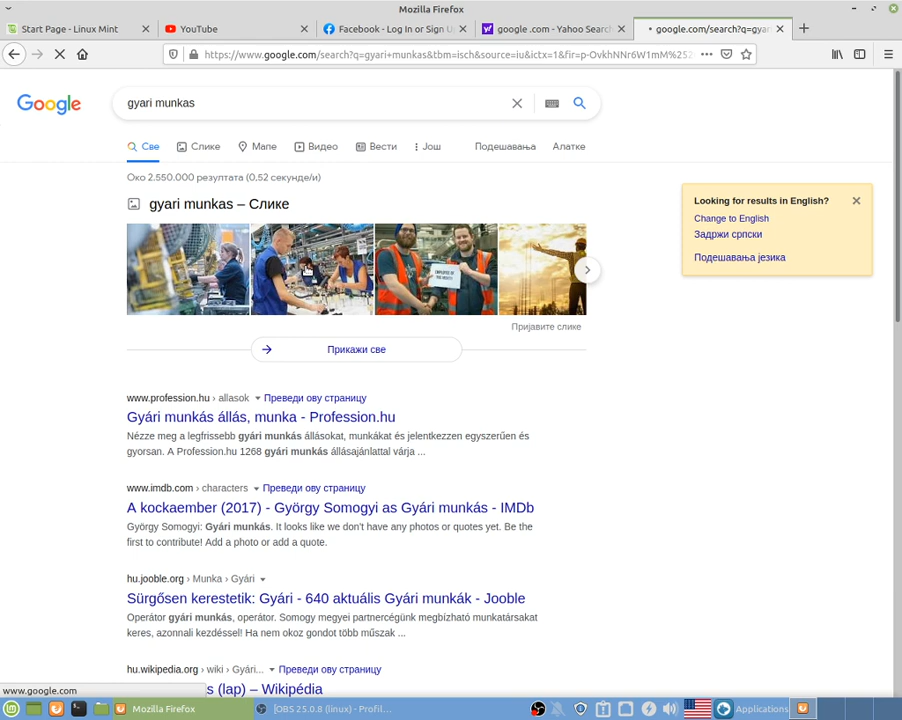 Mozilla Firefox
Start Page - Linux Mint
YouTube
Facebook - Log In or Sign U
google .com - Yahoo Sear
google.com/search?q=gya
https://www.google.com/search?q=gyari+munkas&tbm=isch&source=iu&ictx=1&fir=p-OvkhNNr6W1mM%252
Google
gyari munkas
Све
Слике
Мапе
Видео
Вести
Још
Подешавања
Алатке
Око 2.550.000 резултата (0,52 секунде/и)
gyari munkas – Слике
EMPLOYEE OF THE MONTH
Пријавите слике
Прикажи све
Looking for results in English?
Change to English
Задржи српски
Подешавања језика
www.profession.hu › allasok Преведи ову страницу
Gyári munkás állás, munka - Profession.hu
Nézze meg a legfrissebb gyári munkás állásokat, munkákat és jelentkezzen egyszerűen és
gyorsan. A Profession.hu 1268 gyári munkás állásajánlattal várja ...
www.imdb.com › characters Преведи ову страницу
A kockaember (2017) - György Somogyi as Gyári munkás - IMDb
György Somogyi: Gyári munkás. It looks like we don't have any photos or quotes yet. Be the
first to contribute! Add a photo or add a quote.
hu.jooble.org › Munka › Gyári
Sürgősen kerestetik: Gyári - 640 aktuális Gyári munkák - Jooble
Operátor gyári munkás, operátor. Somogy megyei partnercégünk megbízható munkatársakat
keres, azonnali kezdéssel! Ha nem okoz gondot több műszak ...
hu.wikipedia.org › wiki › Gyári... Преведи ову страницу
s (lap) – Wikipédia
www.google.com
Mozilla Firefox
[OBS 25.0.8 (linux) - Profil...
Applications